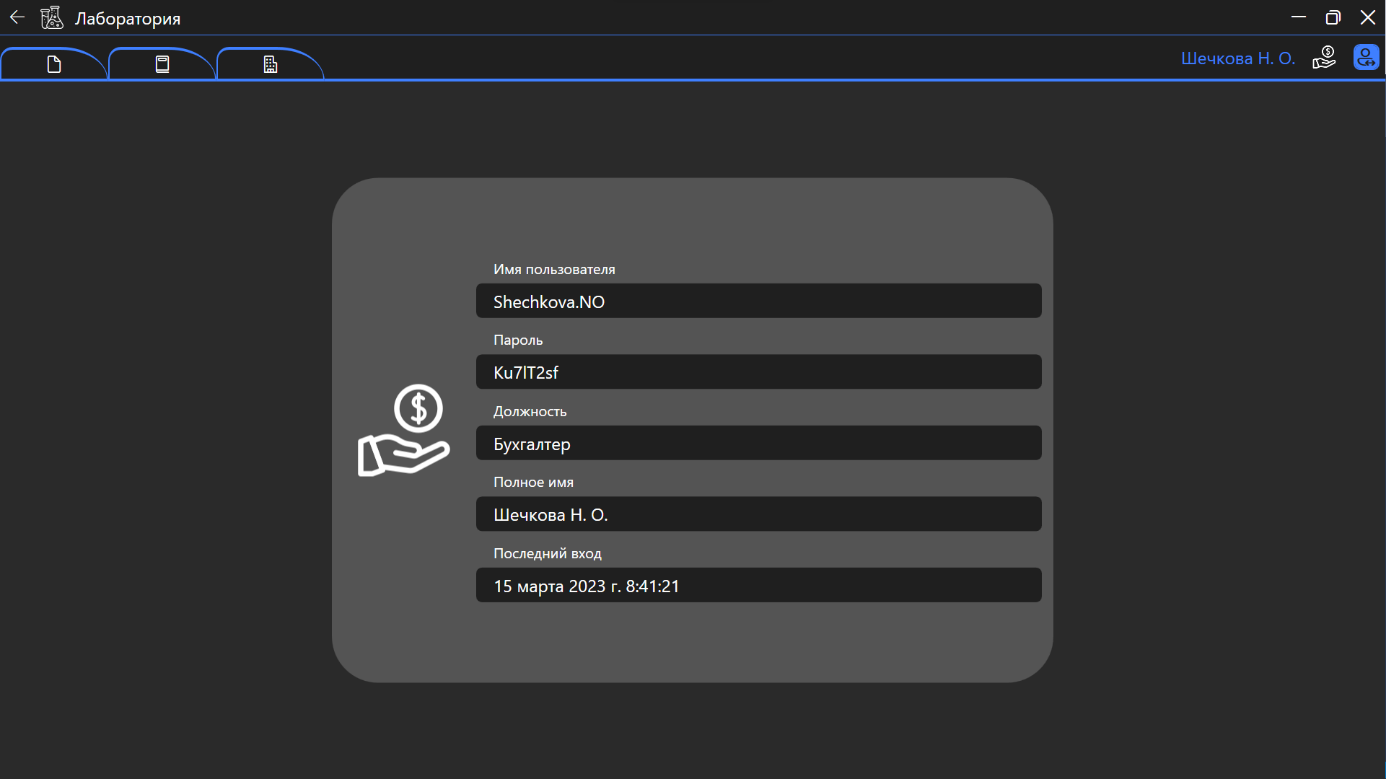 Лаборатория
Шечкова Н. О.
Имя пользователя
Shechkova.NO
Пароль
Ku7lT2sf
Должность
Бухгалтер
Полное имя
Шечкова Н. О.
Последний вход
15 марта 2023 г. 8:41:21